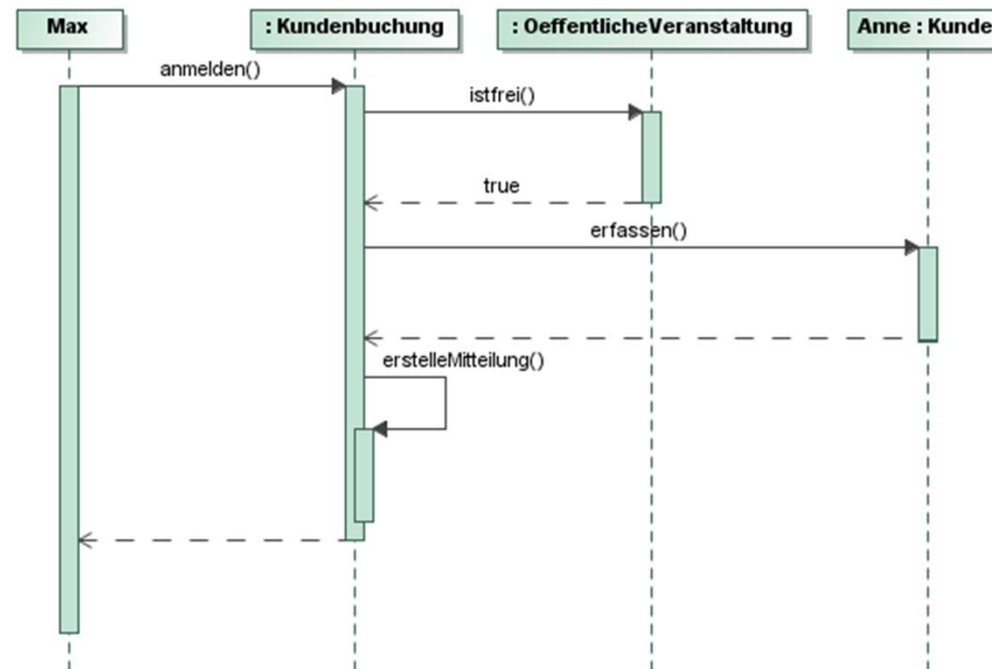 Max
: Kundenbuchung
: OeffentlicheVeranstaltung
Anne : Kunde
anmelden()
istfrei()
true
erfassen()
erstelleMitteilung()